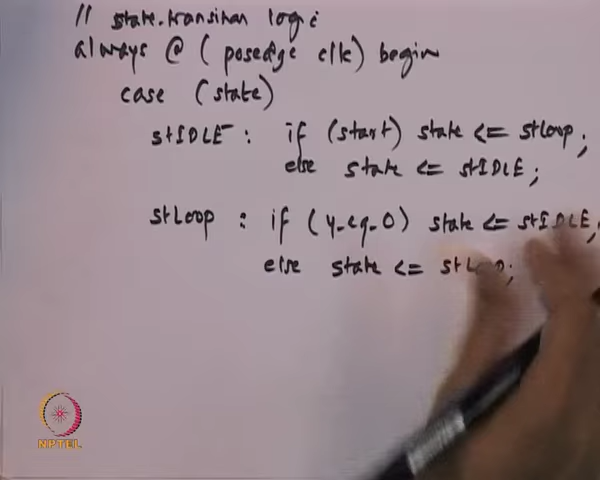 // state.transition logic
always @ ( posedge clk) begin
case (state)
stIDLE : if (start) state <= stLoop ;
else state <= stIDLE ;
stLoop : if (y_eq_0) state <= stIDLE ;
else state <= stLoop ;
NPTEL